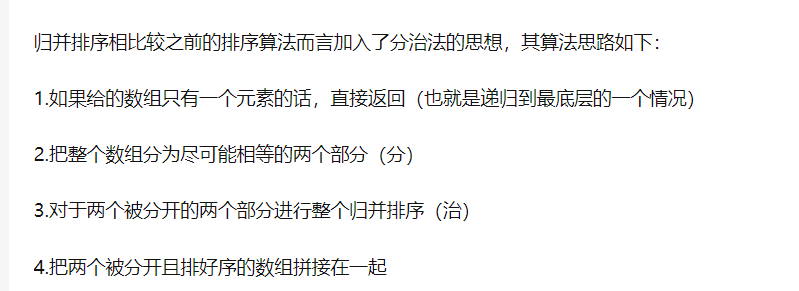 归并排序相比较之前的排序算法而言加入了分治法的思想，其算法思路如下：
1.如果给的数组只有一个元素的话，直接返回（也就是递归到最底层的一个情况）
2.把整个数组分为尽可能相等的两个部分（分）
3.对于两个被分开的两个部分进行整个归并排序（治）
4.把两个被分开且排好序的数组拼接在一起